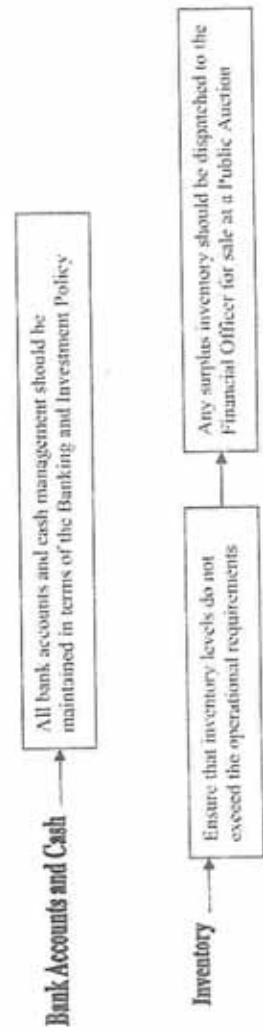 Bank Accounts and Cash
All bank accounts and cash management should be
maintained in terms of the Banking and Investment Policy
Inventory
Ensure that inventory levels do not
exceed the operational requirements
Any surplus inventory should be dispatched to the
Financial Officer for sale at a Public Auction